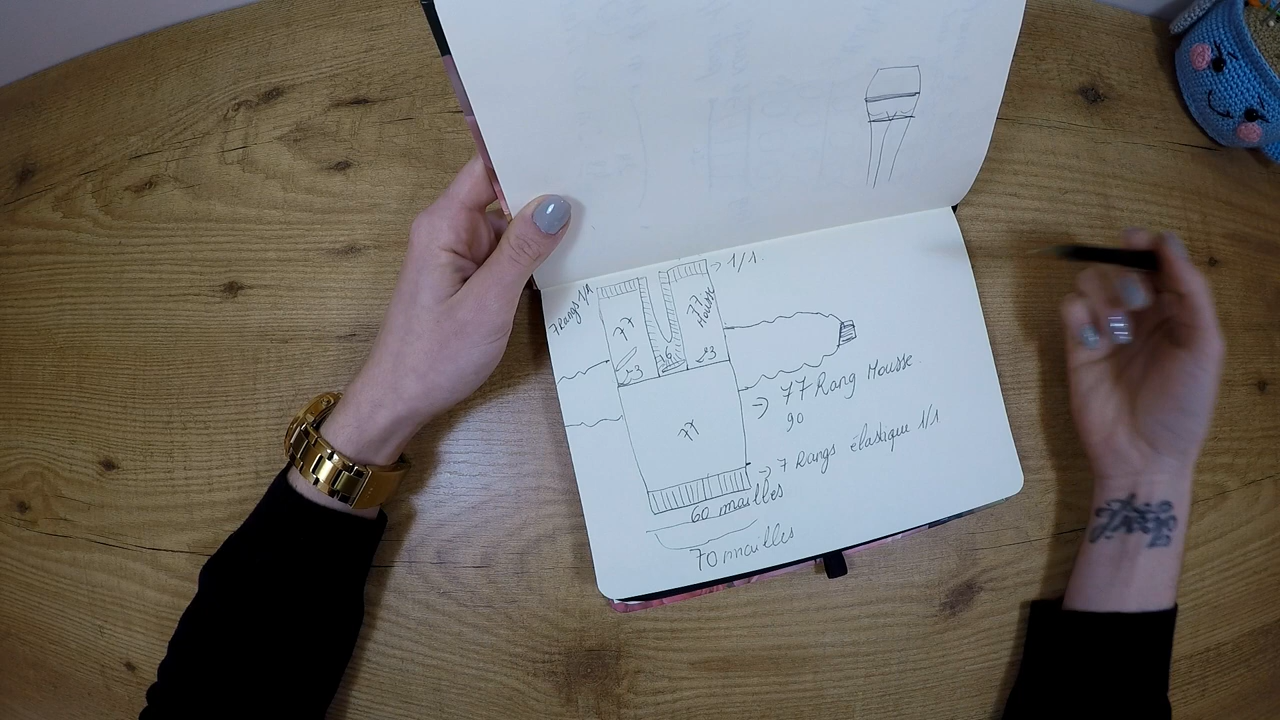 7 Rangs 1/1
1/1.
77
77 Mousse
23
16
23
77 Rang Mousse.
90
77
7 Rangs élastique 1/1
60 mailles
70 mailles